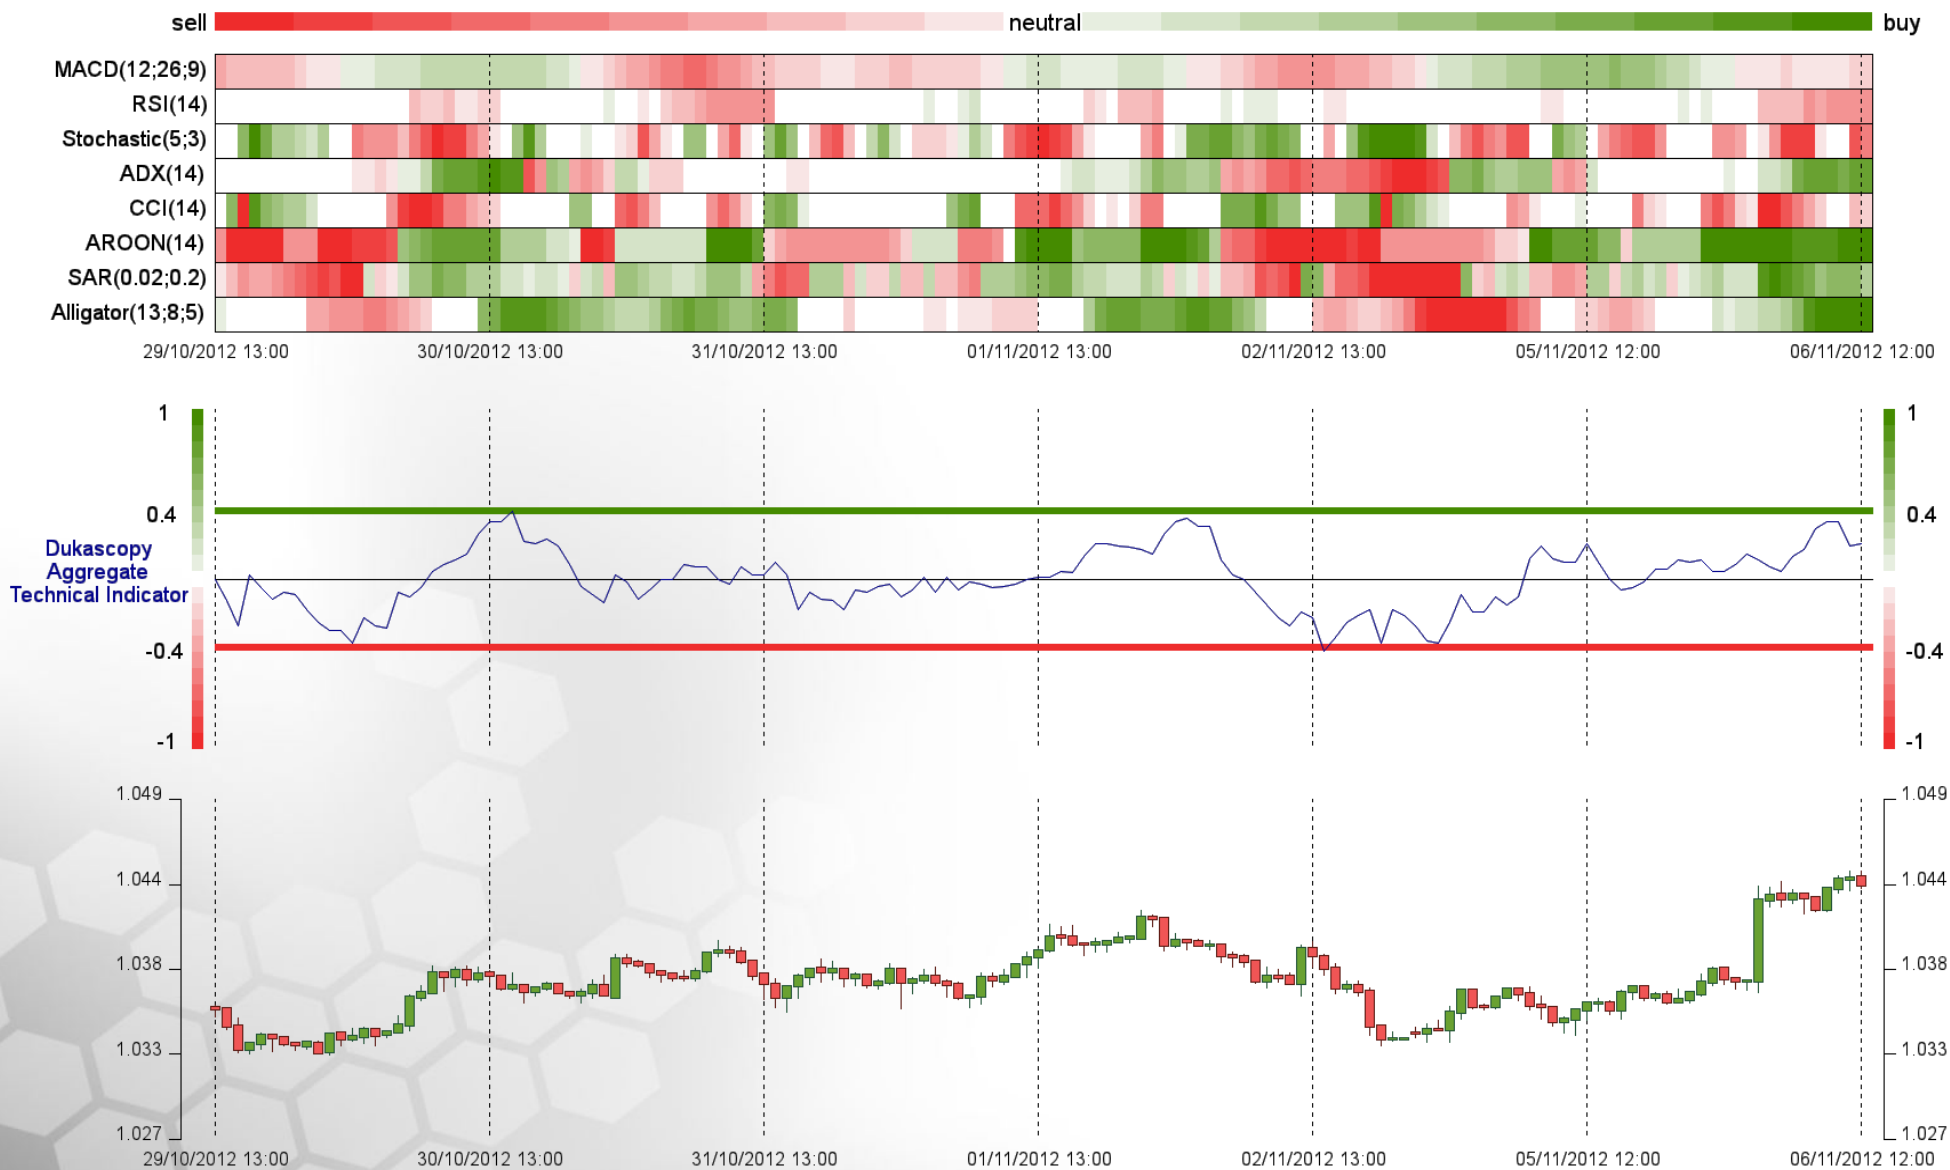 sell neutral buy
MACD(12;26;9)
RSI(14)
Stochastic(5;3)
ADX(14)
CCI(14)
AROON(14)
SAR(0.02;0.2)
Alligator(13;8;5)
29/10/2012 13:00 30/10/2012 13:00 31/10/2012 13:00 01/11/2012 13:00 02/11/2012 13:00 05/11/2012 12:00 06/11/2012 12:00
1 1
0.4 0.4
Dukascopy
Aggregate
Technical Indicator
-0.4 -0.4
-1 -1
1.049 1.049
1.044 1.044
1.038 1.038
1.033 1.033
1.027 1.027
29/10/2012 13:00 30/10/2012 13:00 31/10/2012 13:00 01/11/2012 13:00 02/11/2012 13:00 05/11/2012 12:00 06/11/2012 12:00